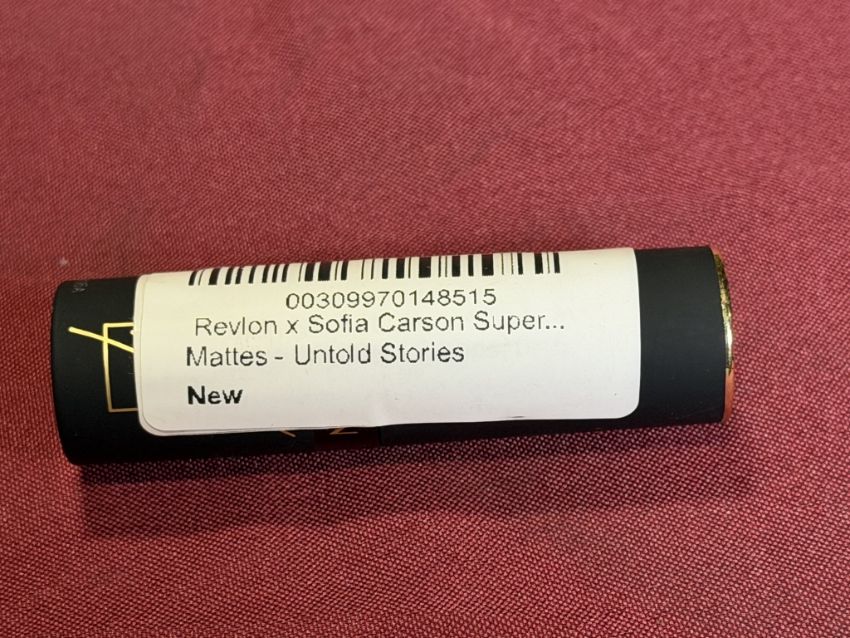 00309970148515
Revlon x Sofia Carson Super...
Mattes - Untold Stories
New